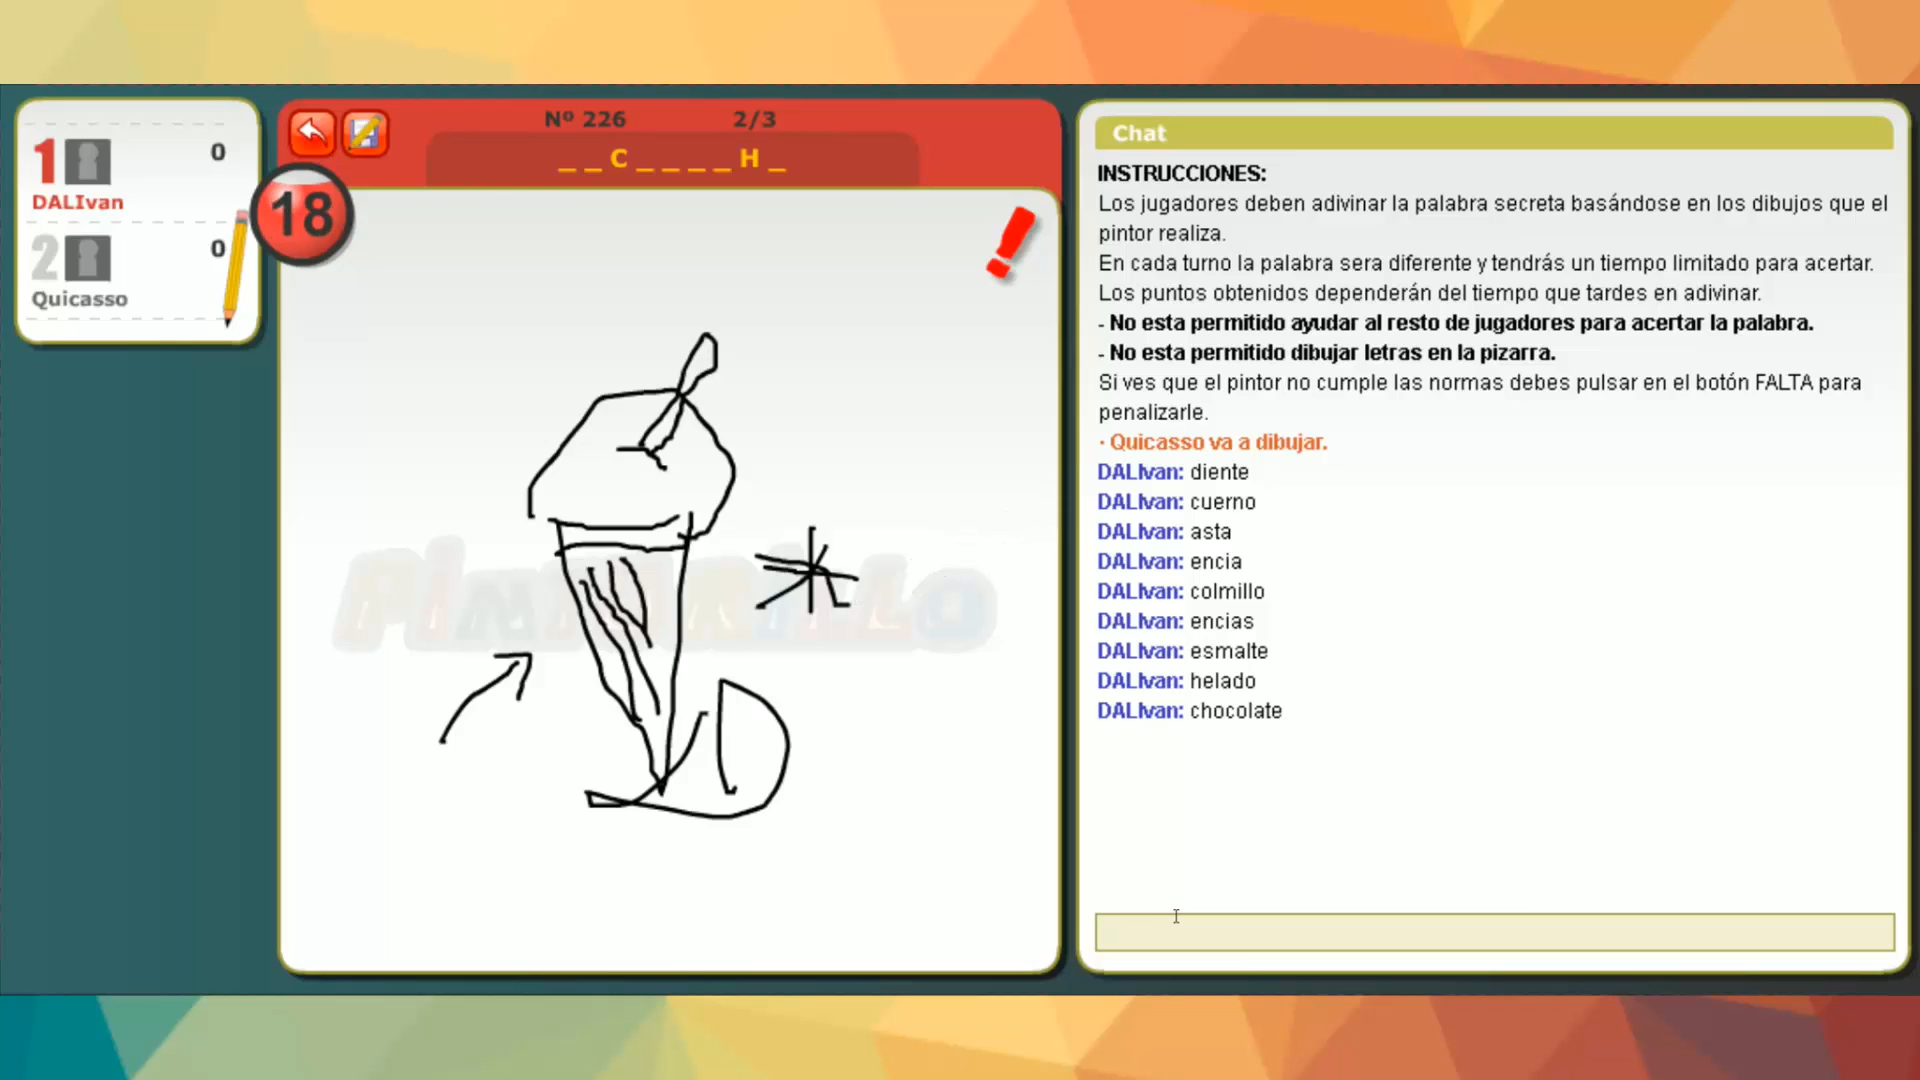 1
0
DALIvan
2
0
Quicasso
18
Nº 226 2/3
_ _ C _ _ _ _ H _
Pinturillo
Chat
INSTRUCCIONES:
Los jugadores deben adivinar la palabra secreta basándose en los dibujos que el
pintor realiza.
En cada turno la palabra sera diferente y tendrás un tiempo limitado para acertar.
Los puntos obtenidos dependerán del tiempo que tardes en adivinar.
- No esta permitido ayudar al resto de jugadores para acertar la palabra.
- No esta permitido dibujar letras en la pizarra.
Si ves que el pintor no cumple las normas debes pulsar en el botón FALTA para
penalizarle.
· Quicasso va a dibujar.
DALIvan: diente
DALIvan: cuerno
DALIvan: asta
DALIvan: encia
DALIvan: colmillo
DALIvan: encias
DALIvan: esmalte
DALIvan: helado
DALIvan: chocolate